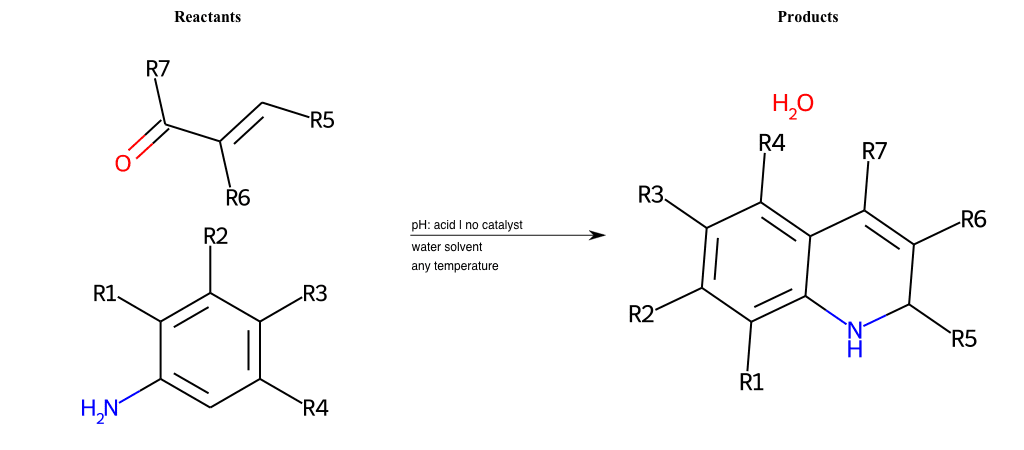 Reactants
Products
R7
O
R5
R6
R2
R1
R3
H2N
R4
pH: acid | no catalyst
water solvent
any temperature
H2O
R4
R7
R3
R6
R2
N
H
R5
R1